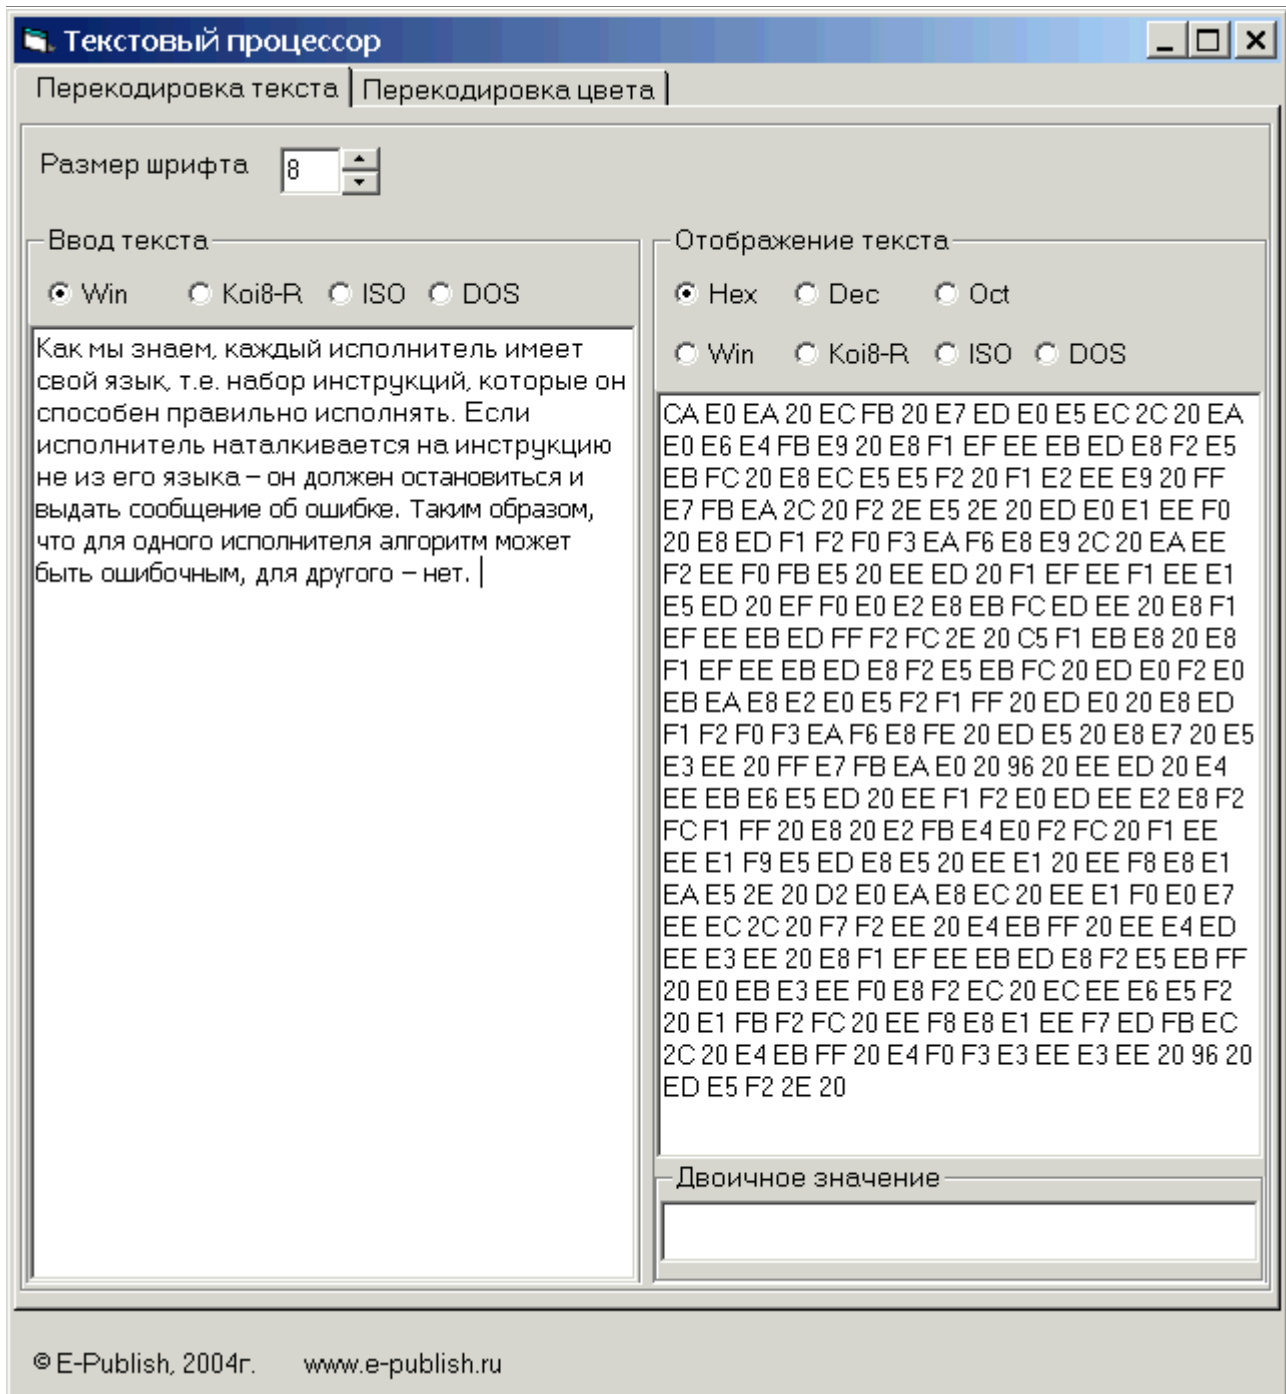 Текстовый процессор
Перекодировка текста Перекодировка цвета
Размер шрифта 8
Ввод текста
Win Koi8-R ISO DOS
Как мы знаем, каждый исполнитель имеет
свой язык, т.е. набор инструкций, которые он
способен правильно исполнять. Если
исполнитель наталкивается на инструкцию
не из его языка – он должен остановиться и
выдать сообщение об ошибке. Таким образом,
что для одного исполнителя алгоритм может
быть ошибочным, для другого – нет.
Отображение текста
Hex Dec Oct
Win Koi8-R ISO DOS
CA E0 EA 20 EC FB 20 E7 ED E0 E5 EC 2C 20 EA
E0 E6 E4 FB E9 20 E8 F1 EF EE EB ED E8 F2 E5
EB FC 20 E8 EC E5 E5 F2 20 F1 E2 EE E9 20 FF
E7 FB EA 2C 20 F2 2E E5 2E 20 ED E0 E1 EE F0
20 E8 ED F1 F2 F0 F3 EA F6 E8 E9 2C 20 EA EE
F2 EE F0 FB E5 20 EE ED 20 F1 EF EE F1 EE E1
E5 ED 20 EF F0 E0 E2 E8 EB FC ED EE 20 E8 F1
EF EE EB ED FF F2 FC 2E 20 C5 F1 EB E8 20 E8
F1 EF EE EB ED E8 F2 E5 EB FC 20 ED E0 F2 E0
EB EA E8 E2 E0 E5 F2 F1 FF 20 ED E0 20 E8 ED
F1 F2 F0 F3 EA F6 E8 FE 20 ED E5 20 E8 E7 20 E5
E3 EE 20 FF E7 FB EA E0 20 96 20 EE ED 20 E4
EE EB E6 E5 ED 20 EE F1 F2 E0 ED EE E2 E8 F2
FC F1 FF 20 E8 20 E2 FB E4 E0 F2 FC 20 F1 EE
EE E1 F9 E5 ED E8 E5 20 EE E1 20 EE F8 E8 E1
EA E5 2E 20 D2 E0 EA E8 EC 20 EE E1 F0 E0 E7
EE EC 2C 20 F7 F2 EE 20 E4 EB FF 20 EE E4 ED
EE E3 EE 20 E8 F1 EF EE EB ED E8 F2 E5 EB FF
20 E0 EB E3 EE F0 E8 F2 EC 20 EC EE E6 E5 F2
20 E1 FB F2 FC 20 EE F8 E8 E1 EE F7 ED FB EC
2C 20 E4 EB FF 20 E4 F0 F3 E3 EE E3 EE 20 96 20
ED E5 F2 2E 20
Двоичное значение
© E-Publish, 2004г. www.e-publish.ru